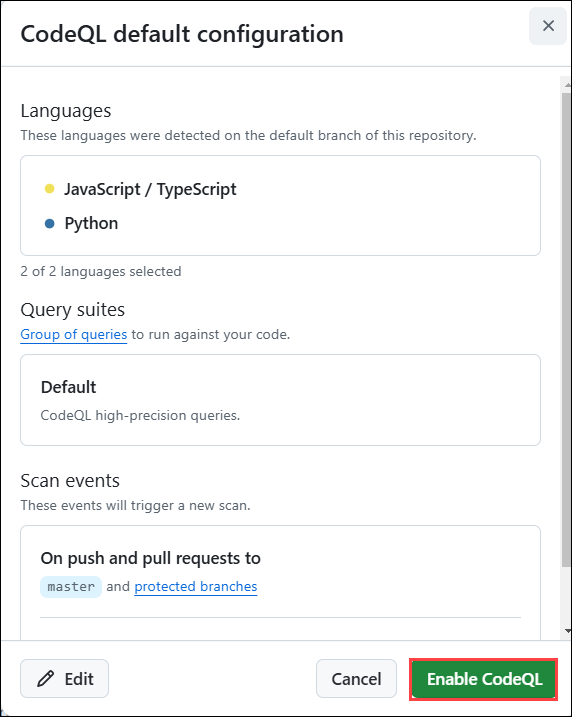 CodeQL default configuration
Languages
These languages were detected on the default branch of this repository.
JavaScript / TypeScript
Python
2 of 2 languages selected
Query suites
Group of queries to run against your code.
Default
CodeQL high-precision queries.
Scan events
These events will trigger a new scan.
On push and pull requests to
master and protected branches
Edit
Cancel
Enable CodeQL